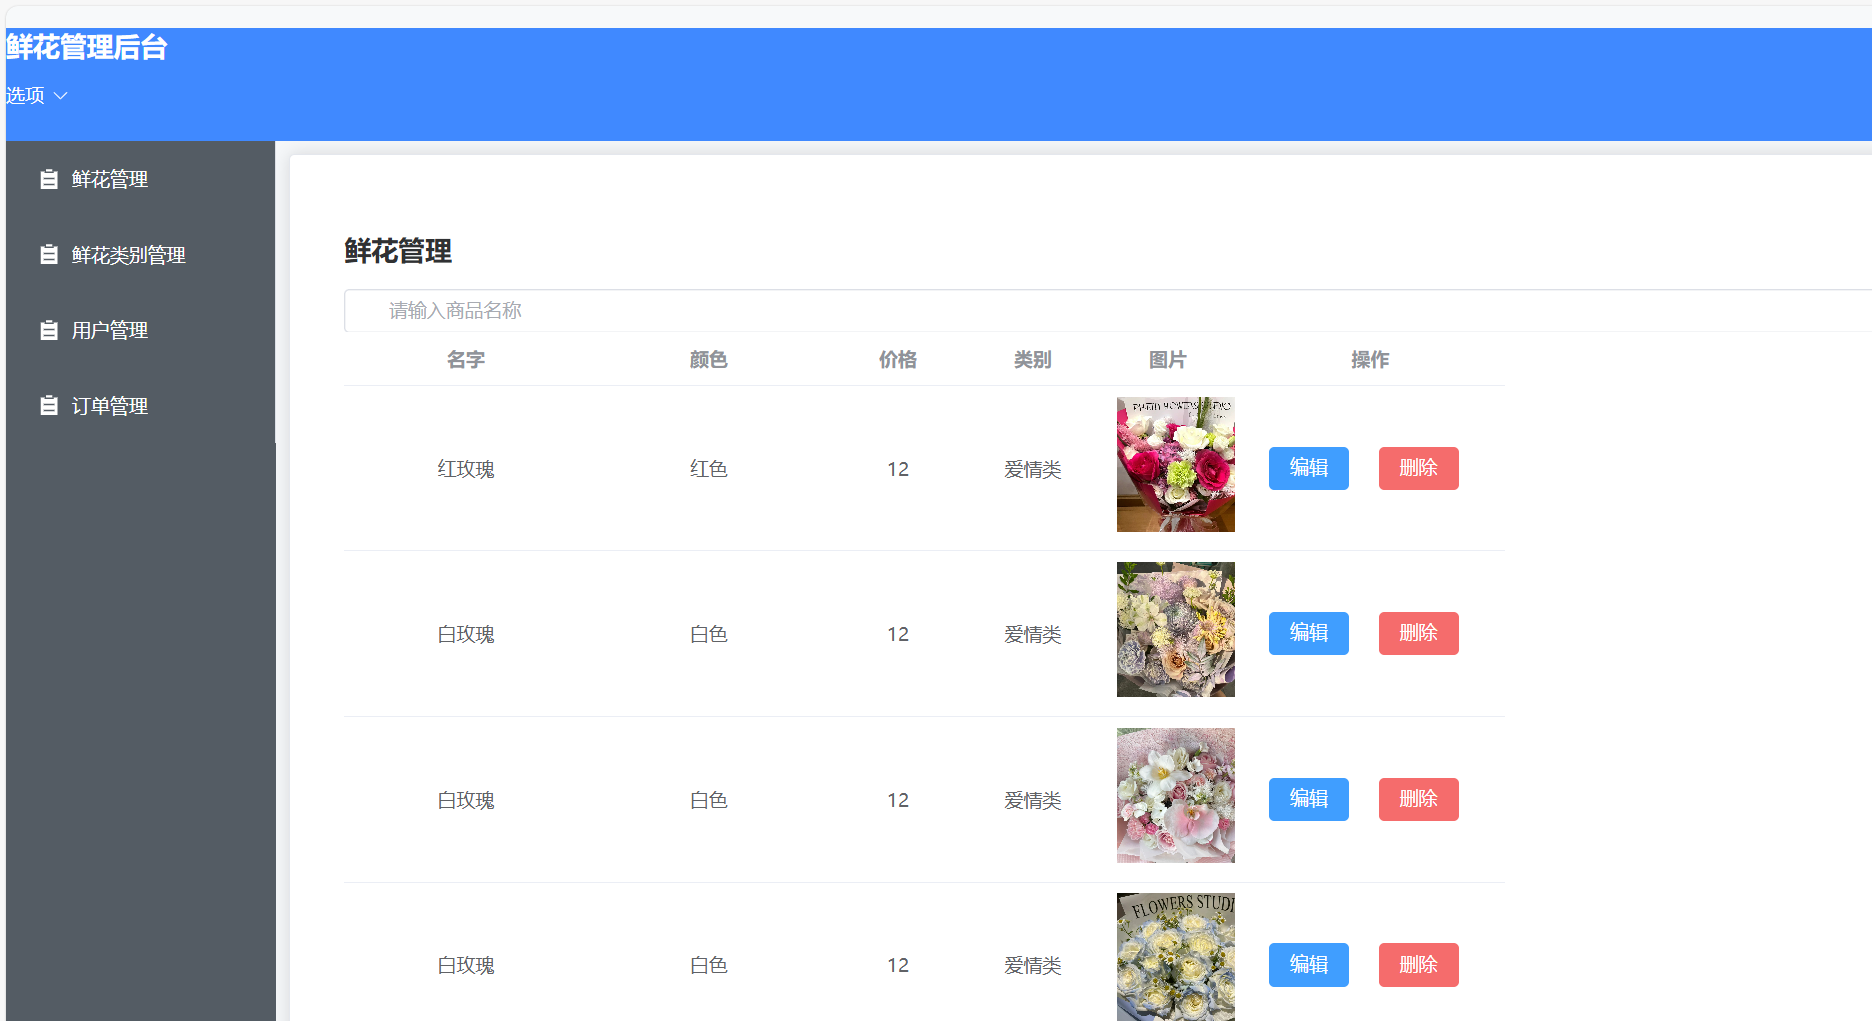 鲜花管理后台
选项
鲜花管理
鲜花类别管理
用户管理
订单管理
鲜花管理
请输入商品名称
名字 颜色 价格 类别 图片 操作
红玫瑰 红色 12 爱情类 编辑 删除
白玫瑰 白色 12 爱情类 编辑 删除
白玫瑰 白色 12 爱情类 编辑 删除
FLOWERS STUDI
白玫瑰 白色 12 爱情类 编辑 删除